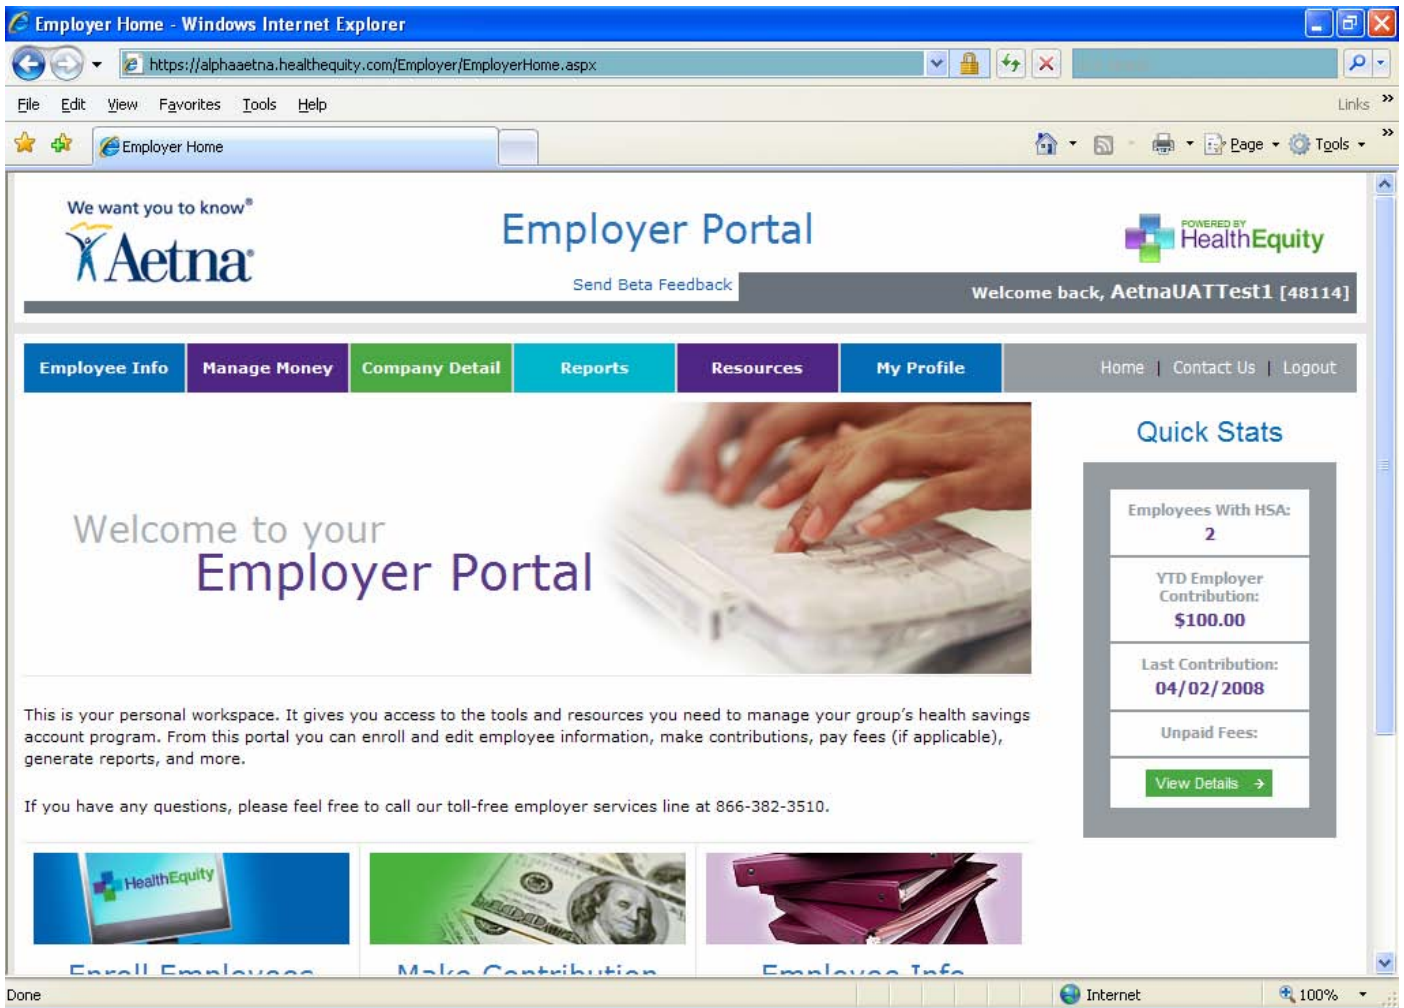 Employer Home - Windows Internet Explorer
https://alphaaetna.healthequity.com/Employer/EmployerHome.aspx
File Edit View Favorites Tools Help Links »
Employer Home Page Tools »
We want you to know®
Aetna®
Employer Portal
POWERED BY
HealthEquity
Send Beta Feedback
Welcome back, AetnaUATTest1 [48114]
Employee Info Manage Money Company Detail Reports Resources My Profile Home | Contact Us | Logout
Welcome to your
Employer Portal
Quick Stats
Employees With HSA:
2
YTD Employer
Contribution:
$100.00
Last Contribution:
04/02/2008
Unpaid Fees:
View Details →
This is your personal workspace. It gives you access to the tools and resources you need to manage your group's health savings
account program. From this portal you can enroll and edit employee information, make contributions, pay fees (if applicable),
generate reports, and more.
If you have any questions, please feel free to call our toll-free employer services line at 866-382-3510.
HealthEquity
Enroll Employees Make Contribution Employee Info
Done Internet 100%